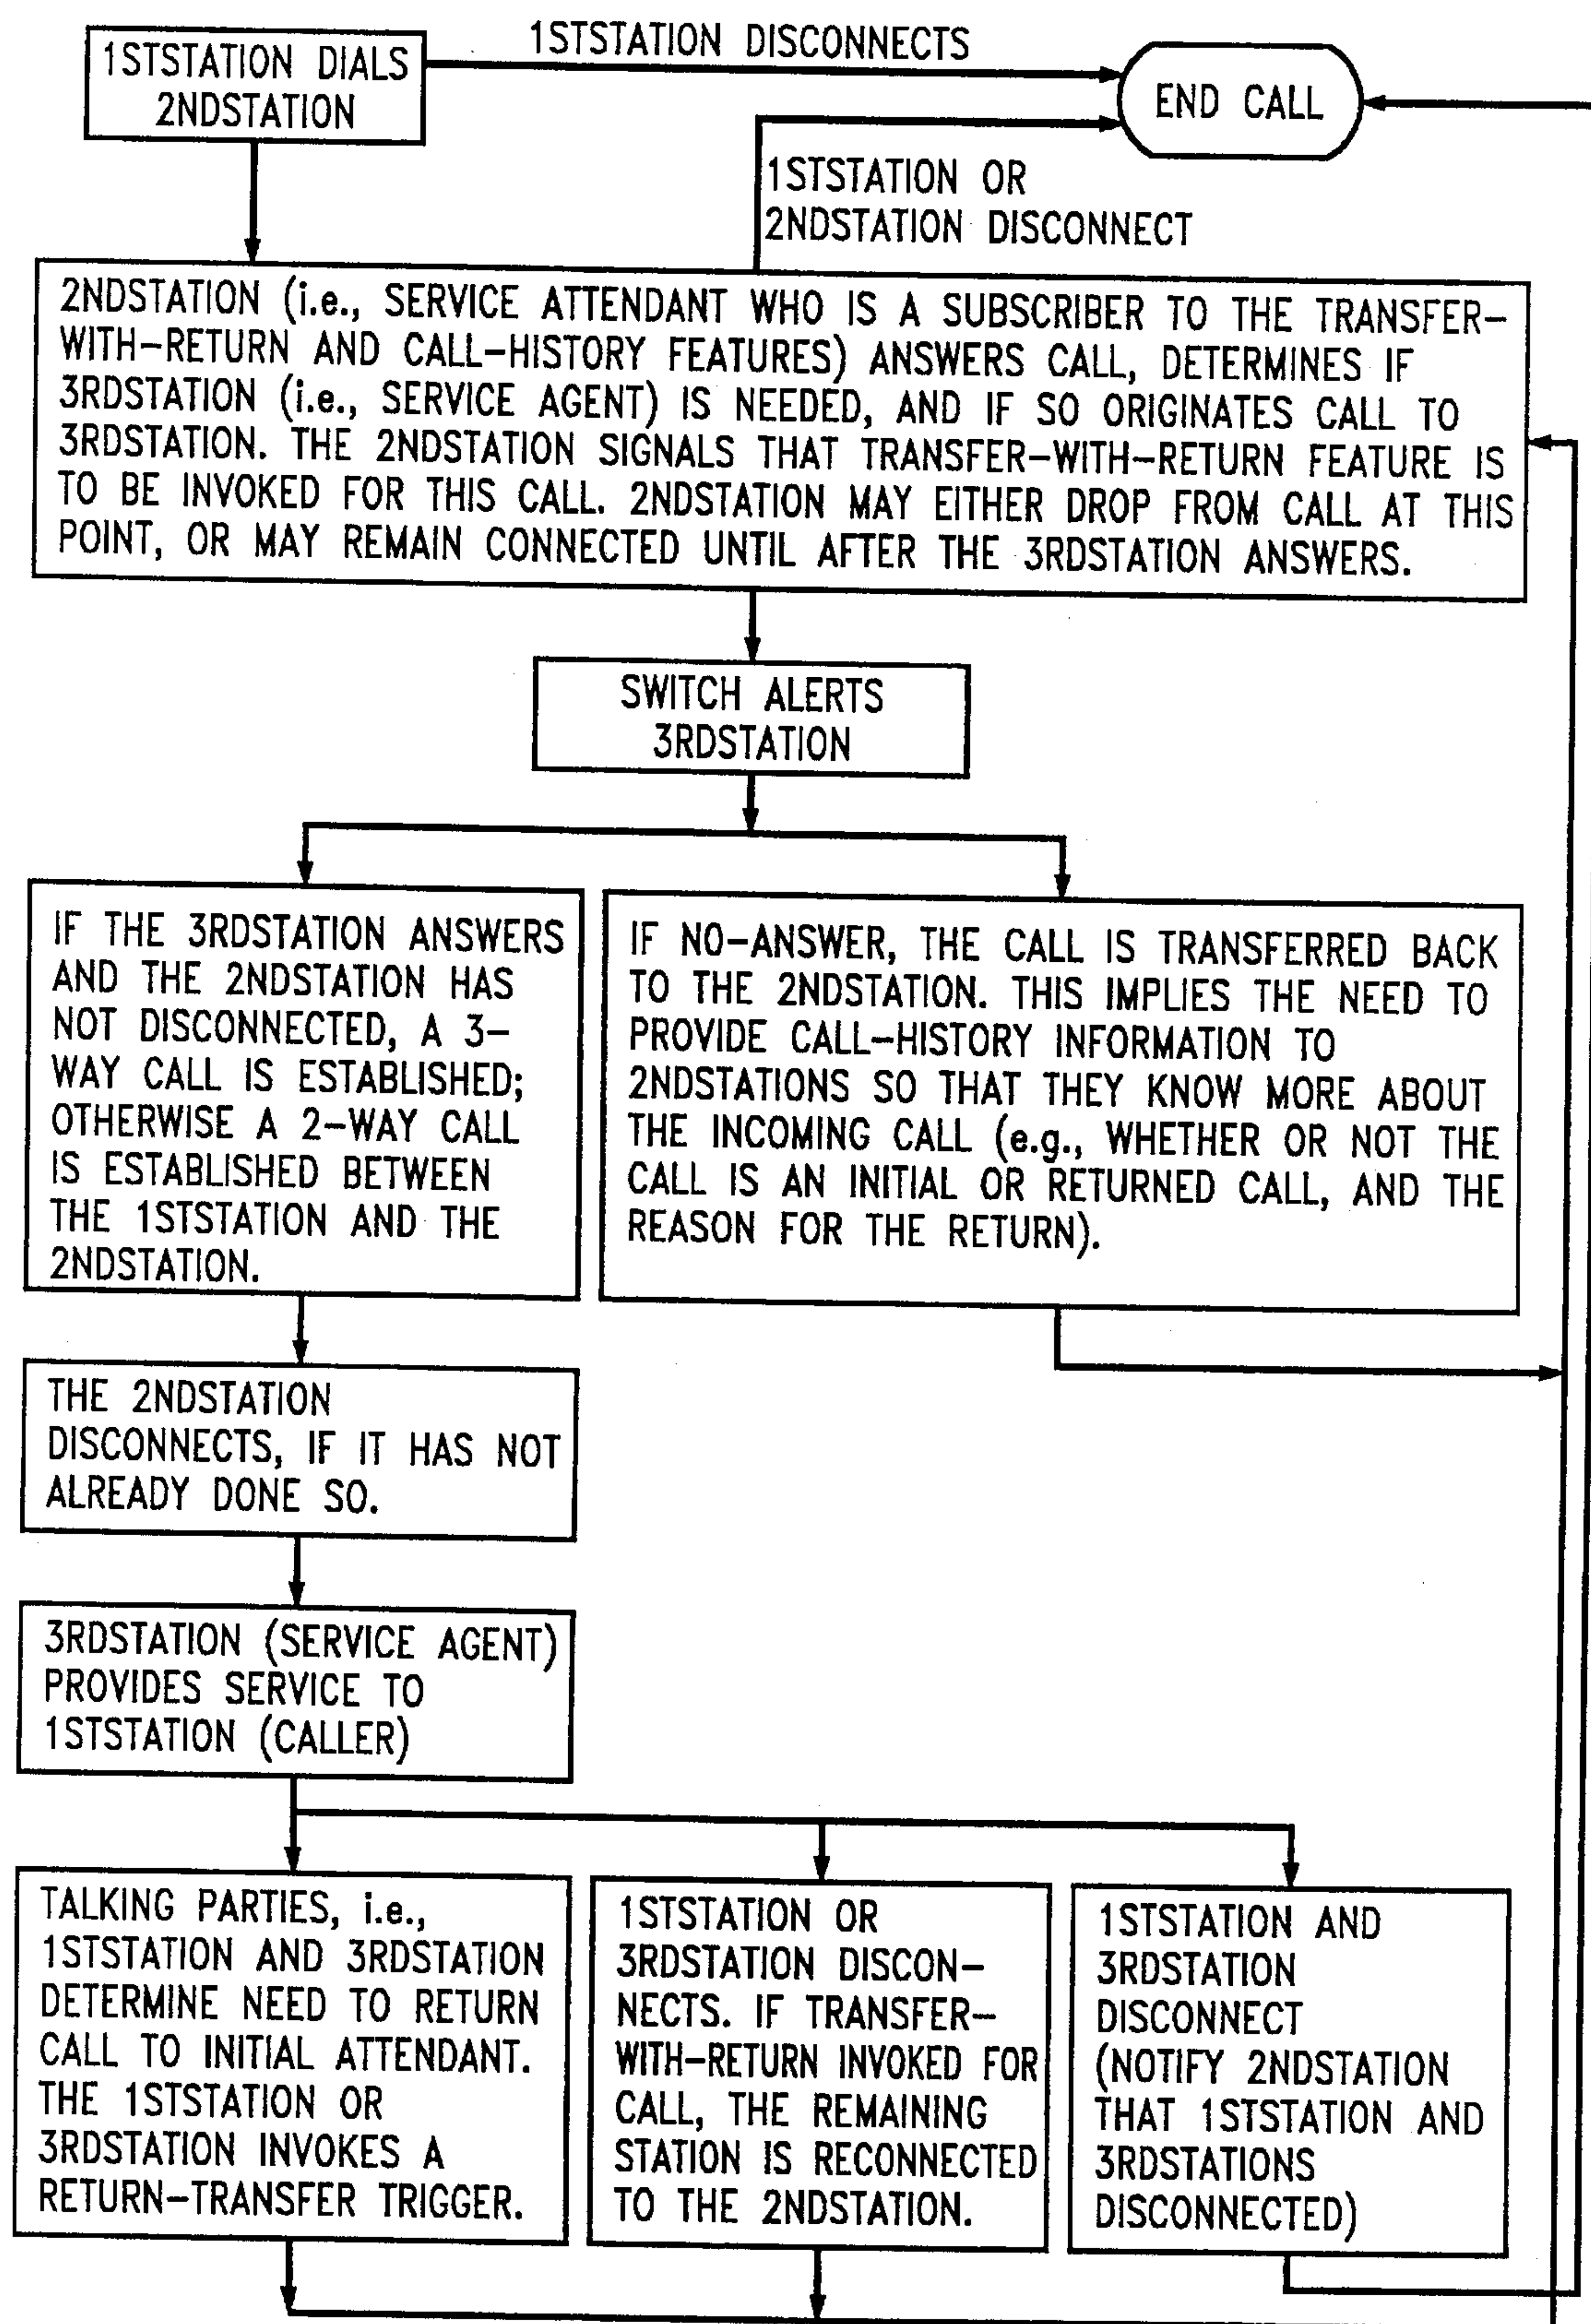 1STSTATION DIALS
2NDSTATION
1STSTATION DISCONNECTS
END CALL
1STSTATION OR
2NDSTATION DISCONNECT
2NDSTATION (i.e., SERVICE ATTENDANT WHO IS A SUBSCRIBER TO THE TRANSFER-
WITH-RETURN AND CALL-HISTORY FEATURES) ANSWERS CALL, DETERMINES IF
3RDSTATION (i.e., SERVICE AGENT) IS NEEDED, AND IF SO ORIGINATES CALL TO
3RDSTATION. THE 2NDSTATION SIGNALS THAT TRANSFER-WITH-RETURN FEATURE IS
TO BE INVOKED FOR THIS CALL. 2NDSTATION MAY EITHER DROP FROM CALL AT THIS
POINT, OR MAY REMAIN CONNECTED UNTIL AFTER THE 3RDSTATION ANSWERS.
SWITCH ALERTS
3RDSTATION
IF THE 3RDSTATION ANSWERS
AND THE 2NDSTATION HAS
NOT DISCONNECTED, A 3-
WAY CALL IS ESTABLISHED;
OTHERWISE A 2-WAY CALL
IS ESTABLISHED BETWEEN
THE 1STSTATION AND THE
2NDSTATION.
IF NO-ANSWER, THE CALL IS TRANSFERRED BACK
TO THE 2NDSTATION. THIS IMPLIES THE NEED TO
PROVIDE CALL-HISTORY INFORMATION TO
2NDSTATIONS SO THAT THEY KNOW MORE ABOUT
THE INCOMING CALL (e.g., WHETHER OR NOT THE
CALL IS AN INITIAL OR RETURNED CALL, AND THE
REASON FOR THE RETURN).
THE 2NDSTATION
DISCONNECTS, IF IT HAS NOT
ALREADY DONE SO.
3RDSTATION (SERVICE AGENT)
PROVIDES SERVICE TO
1STSTATION (CALLER)
TALKING PARTIES, i.e.,
1STSTATION AND 3RDSTATION
DETERMINE NEED TO RETURN
CALL TO INITIAL ATTENDANT.
THE 1STSTATION OR
3RDSTATION INVOKES A
RETURN-TRANSFER TRIGGER.
1STSTATION OR
3RDSTATION DISCON-
NECTS. IF TRANSFER-
WITH-RETURN INVOKED FOR
CALL, THE REMAINING
STATION IS RECONNECTED
TO THE 2NDSTATION.
1STSTATION AND
3RDSTATION
DISCONNECT
(NOTIFY 2NDSTATION
THAT 1STSTATION AND
3RDSTATIONS
DISCONNECTED)